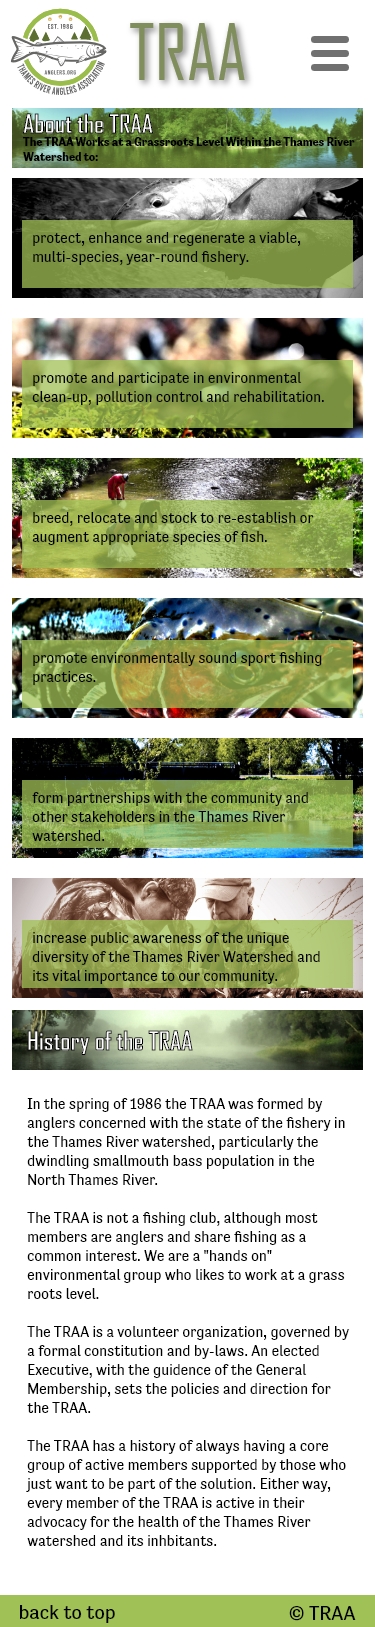 EST. 1986
ANGLERS.ORG
THAMES RIVER ANGLERS ASSOCIATION
TRAA
About the TRAA
The TRAA Works at a Grassroots Level Within the Thames River
Watershed to:
protect, enhance and regenerate a viable,
multi-species, year-round fishery.
promote and participate in environmental
clean-up, pollution control and rehabilitation.
breed, relocate and stock to re-establish or
augment appropriate species of fish.
promote environmentally sound sport fishing
practices.
form partnerships with the community and
other stakeholders in the Thames River
watershed.
increase public awareness of the unique
diversity of the Thames River Watershed and
its vital importance to our community.
History of the TRAA
In the spring of 1986 the TRAA was formed by
anglers concerned with the state of the fishery in
the Thames River watershed, particularly the
dwindling smallmouth bass population in the
North Thames River.
The TRAA is not a fishing club, although most
members are anglers and share fishing as a
common interest. We are a "hands on"
environmental group who likes to work at a grass
roots level.
The TRAA is a volunteer organization, governed by
a formal constitution and by-laws. An elected
Executive, with the guidence of the General
Membership, sets the policies and direction for
the TRAA.
The TRAA has a history of always having a core
group of active members supported by those who
just want to be part of the solution. Either way,
every member of the TRAA is active in their
advocacy for the health of the Thames River
watershed and its inhbitants.
back to top
© TRAA